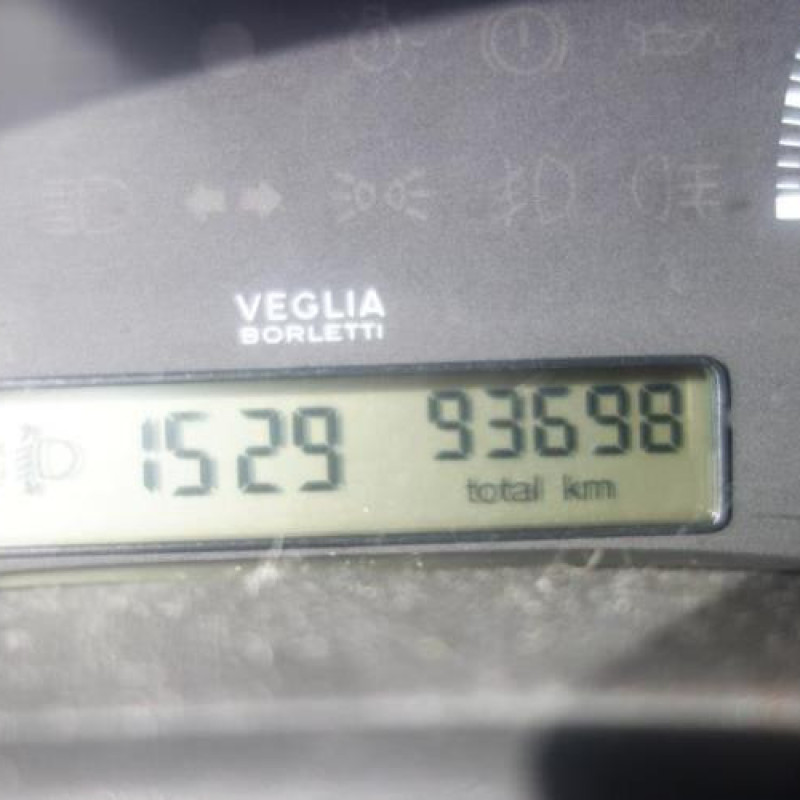 VEGLIA
BORLETTI
1529 93698
total km